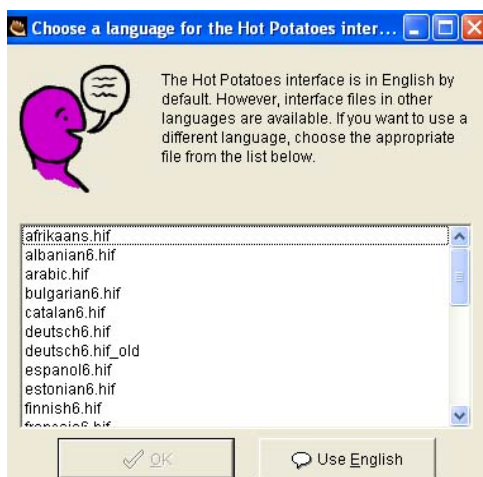 Choose a language for the Hot Potatoes inter...
The Hot Potatoes interface is in English by
default. However, interface files in other
languages are available. If you want to use a
different language, choose the appropriate
file from the list below.
afrikaans.hif
albanian6.hif
arabic.hif
bulgarian6.hif
catalan6.hif
deutsch6.hif
deutsch6.hif_old
espanol6.hif
estonian6.hif
finnish6.hif
OK
Use English